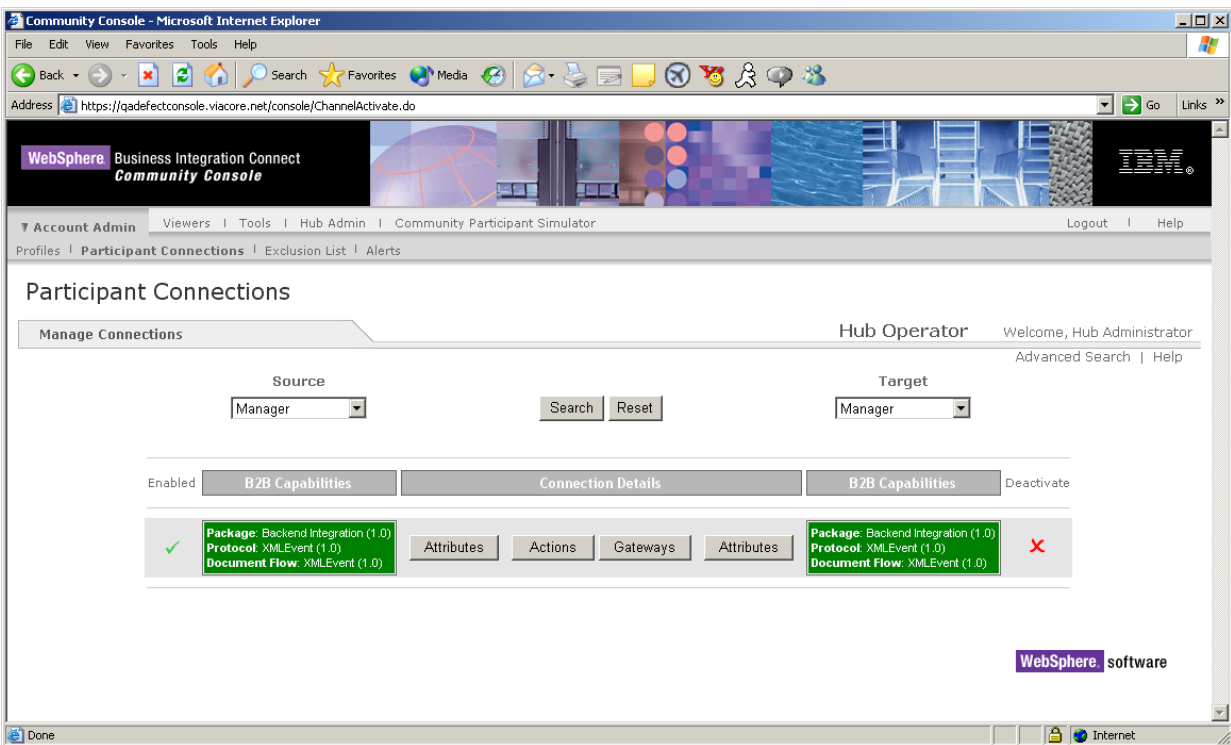 Community Console - Microsoft Internet Explorer
File Edit View Favorites Tools Help
Back Search Favorites Media
Address https://qadefectconsole.viacore.net/console/ChannelActivate.do Go Links »
WebSphere. Business Integration Connect
Community Console
IBM®
Account Admin Viewers | Tools | Hub Admin | Community Participant Simulator Logout | Help
Profiles | Participant Connections | Exclusion List | Alerts
Participant Connections
Manage Connections Hub Operator Welcome, Hub Administrator
Advanced Search | Help
Source Target
Manager Search Reset Manager
Enabled B2B Capabilities Connection Details B2B Capabilities Deactivate
Package: Backend Integration (1.0)
Protocol: XMLEvent (1.0)
Document Flow: XMLEvent (1.0)
Attributes Actions Gateways Attributes
Package: Backend Integration (1.0)
Protocol: XMLEvent (1.0)
Document Flow: XMLEvent (1.0)
WebSphere. software
Done Internet